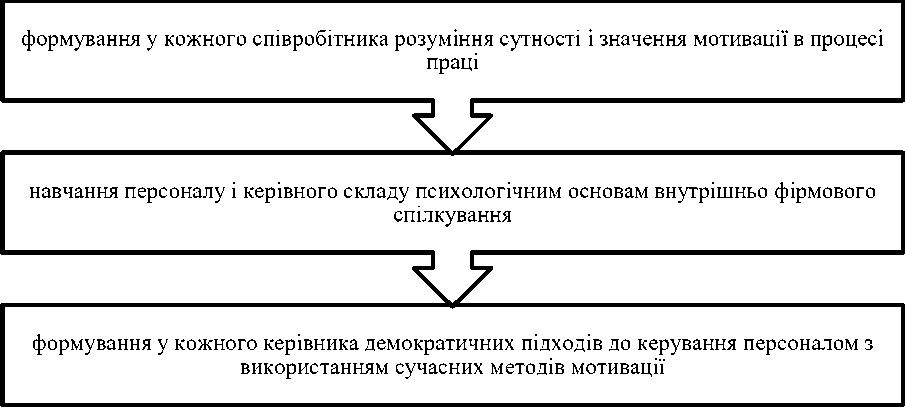 формування у кожного співробітника розуміння сутності і значення мотивації в процесі
праці
навчання персоналу і керівного складу психологічним основам внутрішньо фірмового
спілкування
формування у кожного керівника демократичних підходів до керування персоналом з
використанням сучасних методів мотивації